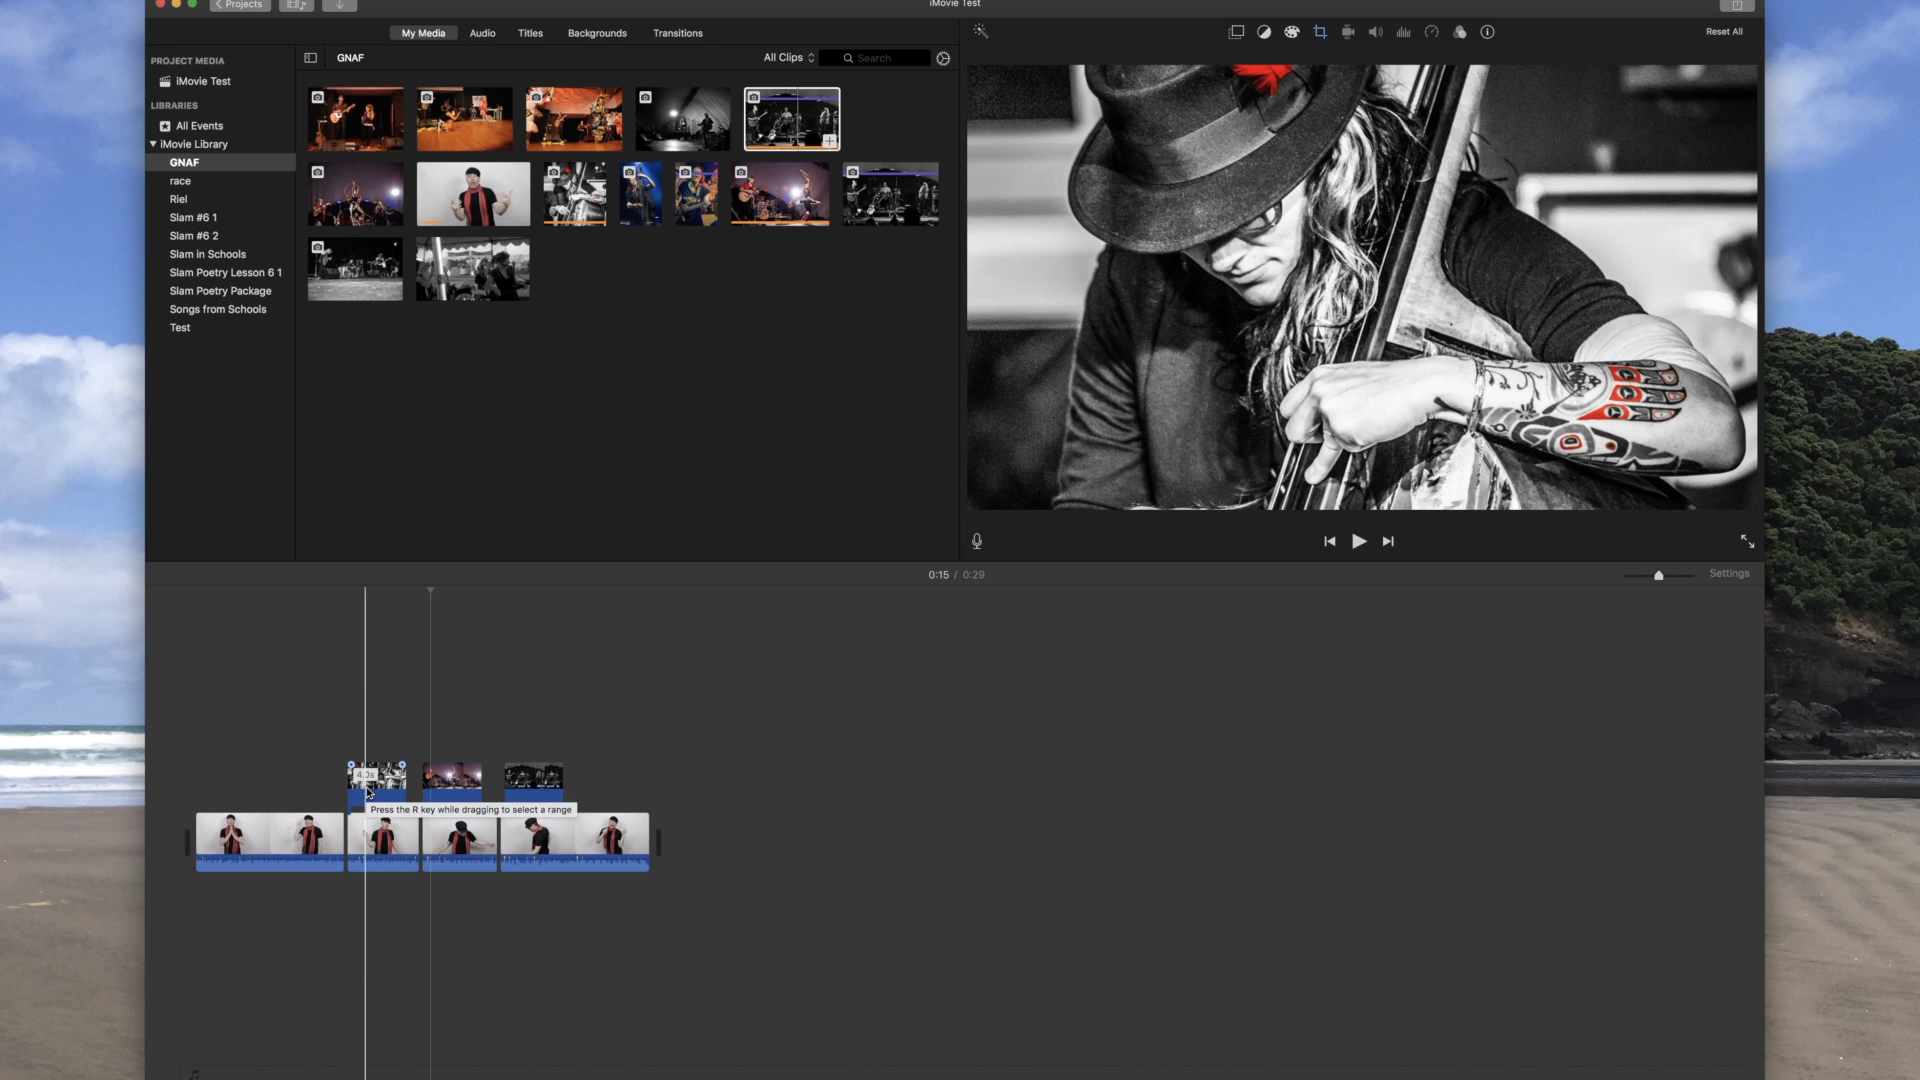 Projects
iMovie Test
My Media
Audio
Titles
Backgrounds
Transitions
Reset All
PROJECT MEDIA
iMovie Test
LIBRARIES
All Events
iMovie Library
GNAF
race
Riel
Slam #6 1
Slam #6 2
Slam in Schools
Slam Poetry Lesson 6 1
Slam Poetry Package
Songs from Schools
Test
GNAF
All Clips
Search
0:15 / 0:29
Settings
4.0s
Press the R key while dragging to select a range